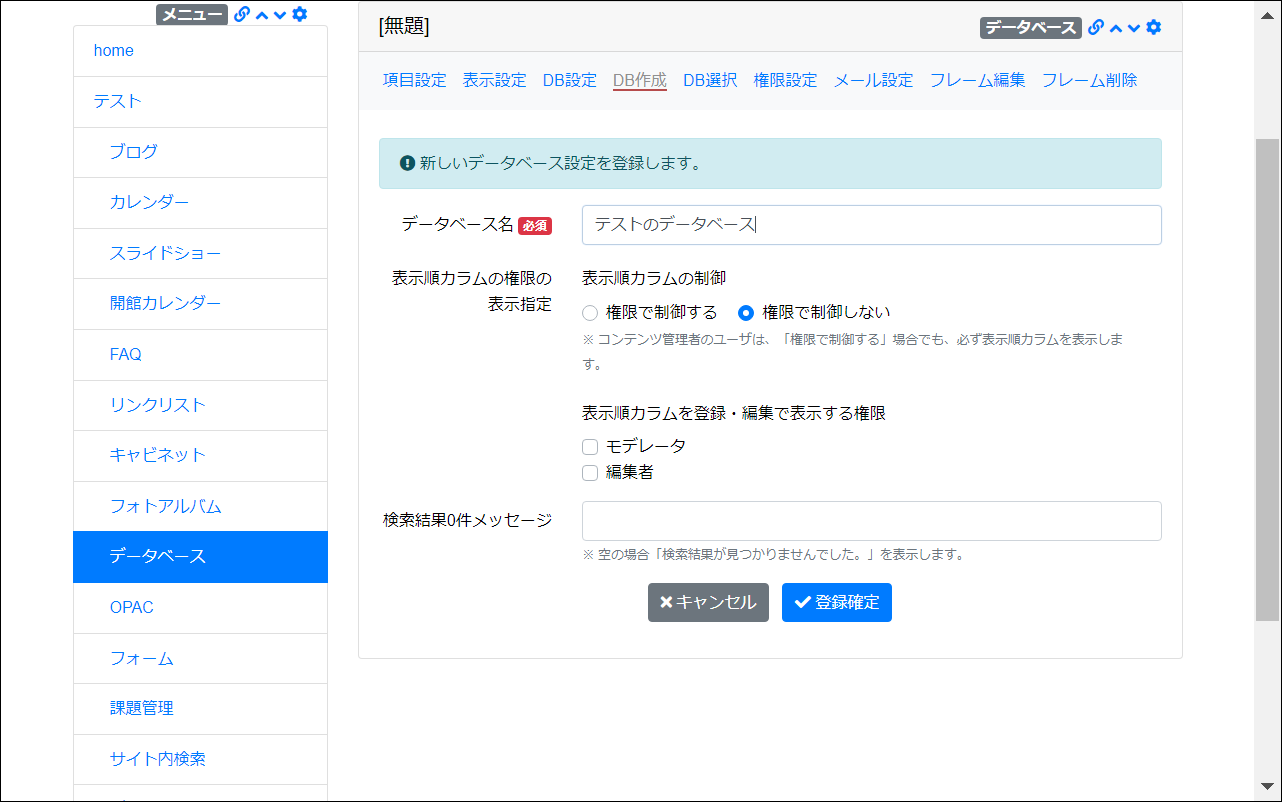 メニュー
home
テスト
ブログ
カレンダー
スライドショー
開館カレンダー
FAQ
リンクリスト
キャビネット
フォトアルバム
データベース
OPAC
フォーム
課題管理
サイト内検索
[無題]
データベース
項目設定 表示設定 DB設定 DB作成 DB選択 権限設定 メール設定 フレーム編集 フレーム削除
新しいデータベース設定を登録します。
データベース名 必須 テストのデータベース
表示順カラムの権限の
表示指定
表示順カラムの制御
権限で制御する 権限で制御しない
※ コンテンツ管理者のユーザは、「権限で制御する」場合でも、必ず表示順カラムを表示しま
す。
表示順カラムを登録・編集で表示する権限
モデレータ
編集者
検索結果0件メッセージ
※ 空の場合「検索結果が見つかりませんでした。」を表示します。
キャンセル 登録確定